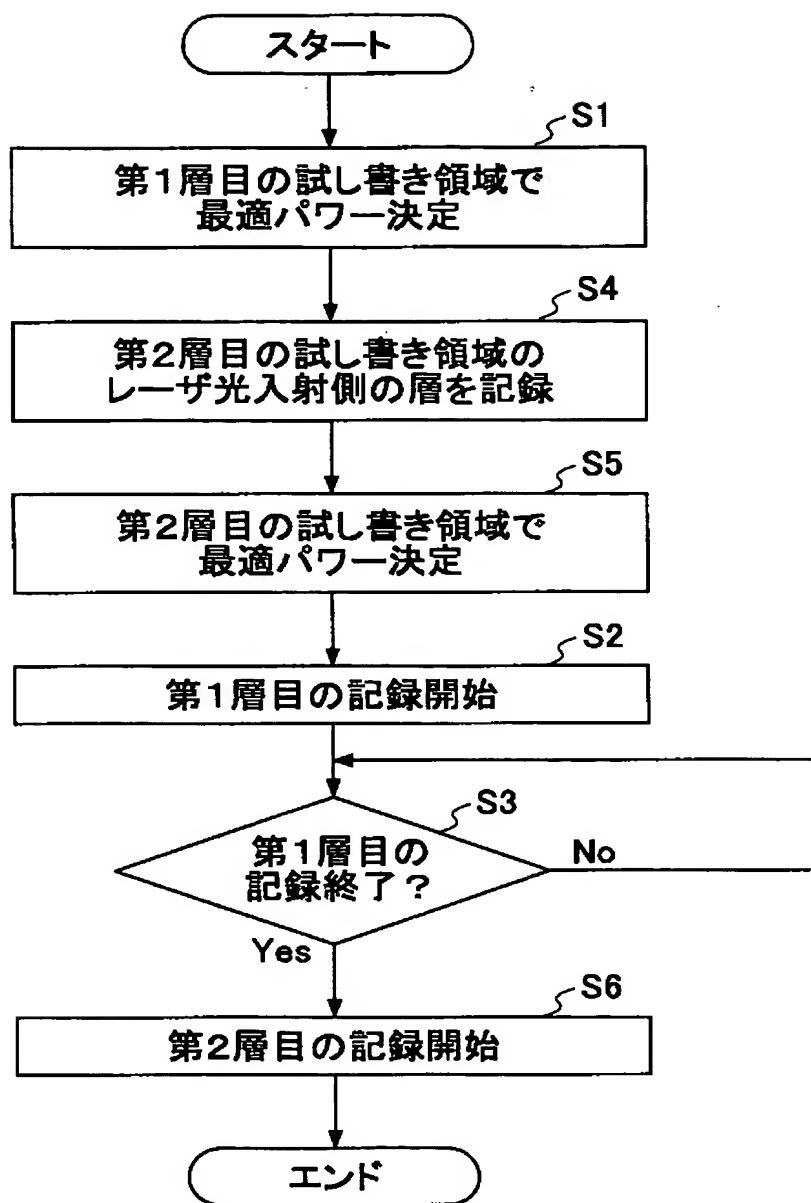 スタート
S1
第1層目の試し書き領域で
最適パワー決定
S4
第2層目の試し書き領域の
レーザ光入射側の層を記録
S5
第2層目の試し書き領域で
最適パワー決定
S2
第1層目の記録開始
S3
第1層目の
記録終了?
No
Yes
S6
第2層目の記録開始
エンド